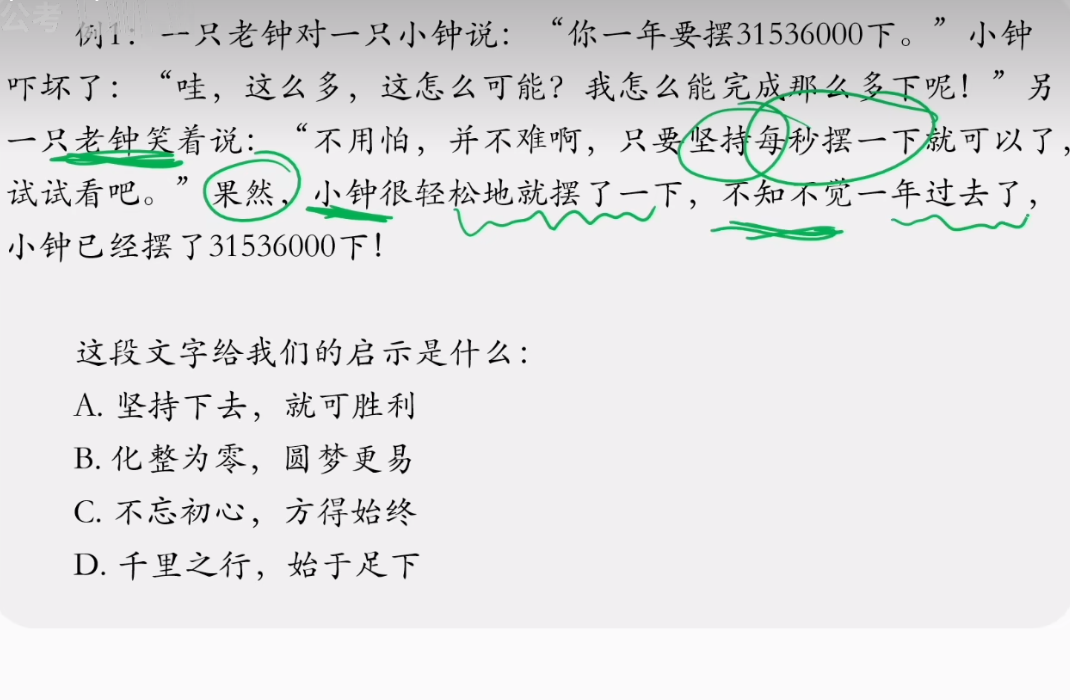 公考
例1：一只老钟对一只小钟说：“你一年要摆31536000下。”小钟
吓坏了：“哇，这么多，这怎么可能？我怎么能完成那么多下呢！”另
一只老钟笑着说：“不用怕，并不难啊，只要坚持每秒摆一下就可以了，
试试看吧。”果然，小钟很轻松地就摆了一下，不知不觉一年过去了，
小钟已经摆了31536000下！
这段文字给我们的启示是什么：
A. 坚持下去，就可胜利
B. 化整为零，圆梦更易
C. 不忘初心，方得始终
D. 千里之行，始于足下